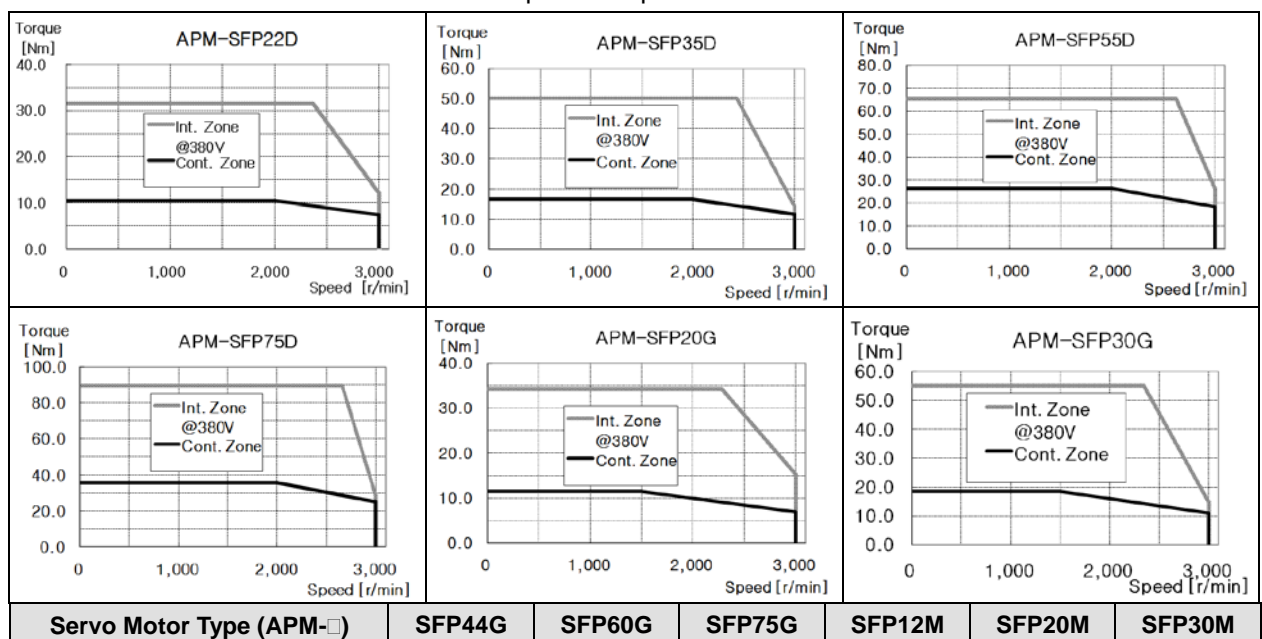 Torque
[Nm]
APM-SFP22D
40.0
30.0
20.0
10.0
0.0
Int. Zone
@380V
Cont. Zone
0 1,000 2,000 3,000
Speed [r/min]
Torque
[Nm]
APM-SFP35D
60.0
50.0
40.0
30.0
20.0
10.0
0.0
Int. Zone
@380V
Cont. Zone
0 1,000 2,000 3,000
Speed [r/min]
Torque
[Nm]
APM-SFP55D
80.0
70.0
60.0
50.0
40.0
30.0
20.0
10.0
0.0
Int. Zone
@380V
Cont. Zone
0 1,000 2,000 3,000
Speed [r/min]
Torque
[Nm]
APM-SFP75D
100.0
80.0
60.0
40.0
20.0
0.0
Int. Zone
@380V
Cont. Zone
0 1,000 2,000 3,000
Speed [r/min]
Torque
[Nm]
APM-SFP20G
40.0
30.0
20.0
10.0
0.0
Int. Zone
@380V
Cont. Zone
0 1,000 2,000 3,000
Speed [r/min]
Torque
[Nm]
APM-SFP30G
60.0
50.0
40.0
30.0
20.0
10.0
0.0
Int. Zone
@380V
Cont. Zone
0 1,000 2,000 3,000
Speed [r/min]
Servo Motor Type (APM-□) SFP44G SFP60G SFP75G SFP12M SFP20M SFP30M